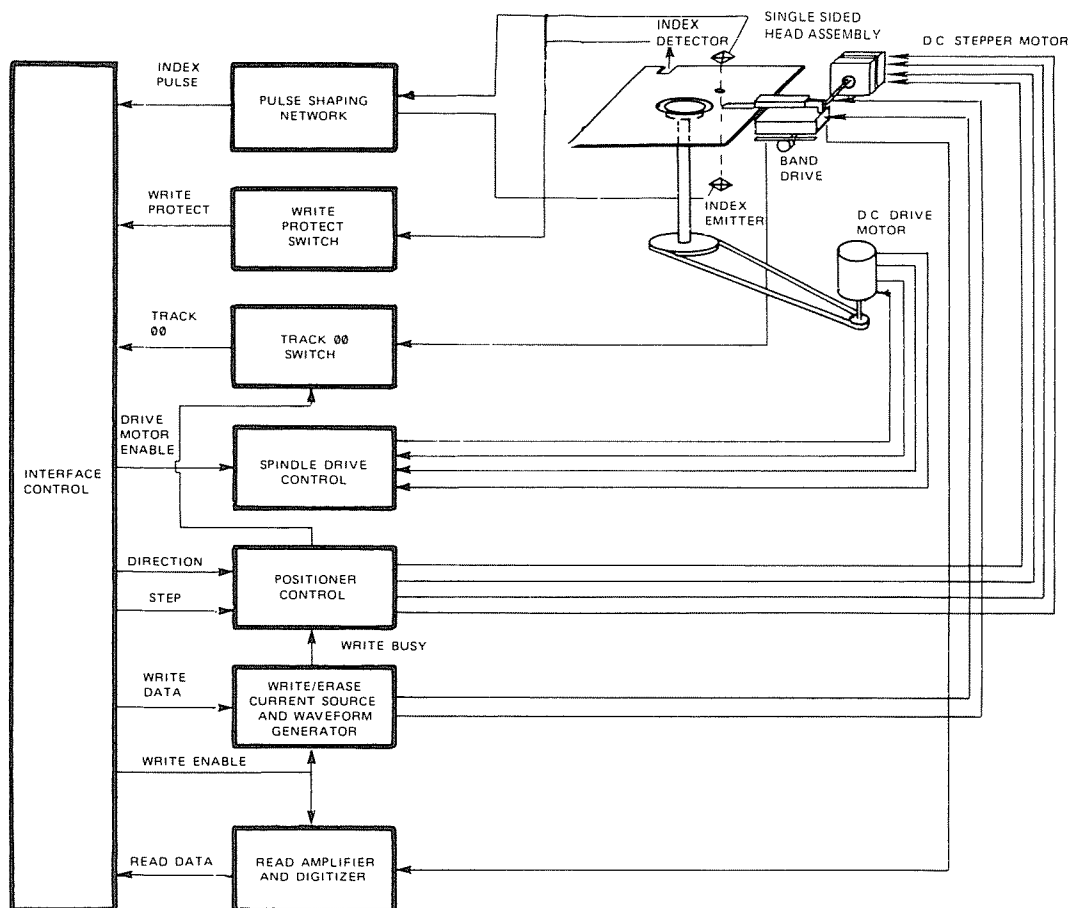 SINGLE SIDED
HEAD ASSEMBLY
INDEX
DETECTOR
D C STEPPER MOTOR
INDEX
PULSE
PULSE SHAPING
NETWORK
BAND
DRIVE
WRITE
PROTECT
WRITE
PROTECT
SWITCH
INDEX
EMITTER
D C DRIVE
MOTOR
TRACK
00
TRACK 00
SWITCH
DRIVE
MOTOR
ENABLE
SPINDLE DRIVE
CONTROL
INTERFACE
CONTROL
DIRECTION
STEP
POSITIONER
CONTROL
WRITE BUSY
WRITE
DATA
WRITE/ERASE
CURRENT SOURCE
AND WAVEFORM
GENERATOR
WRITE ENABLE
READ DATA
READ AMPLIFIER
AND DIGITIZER